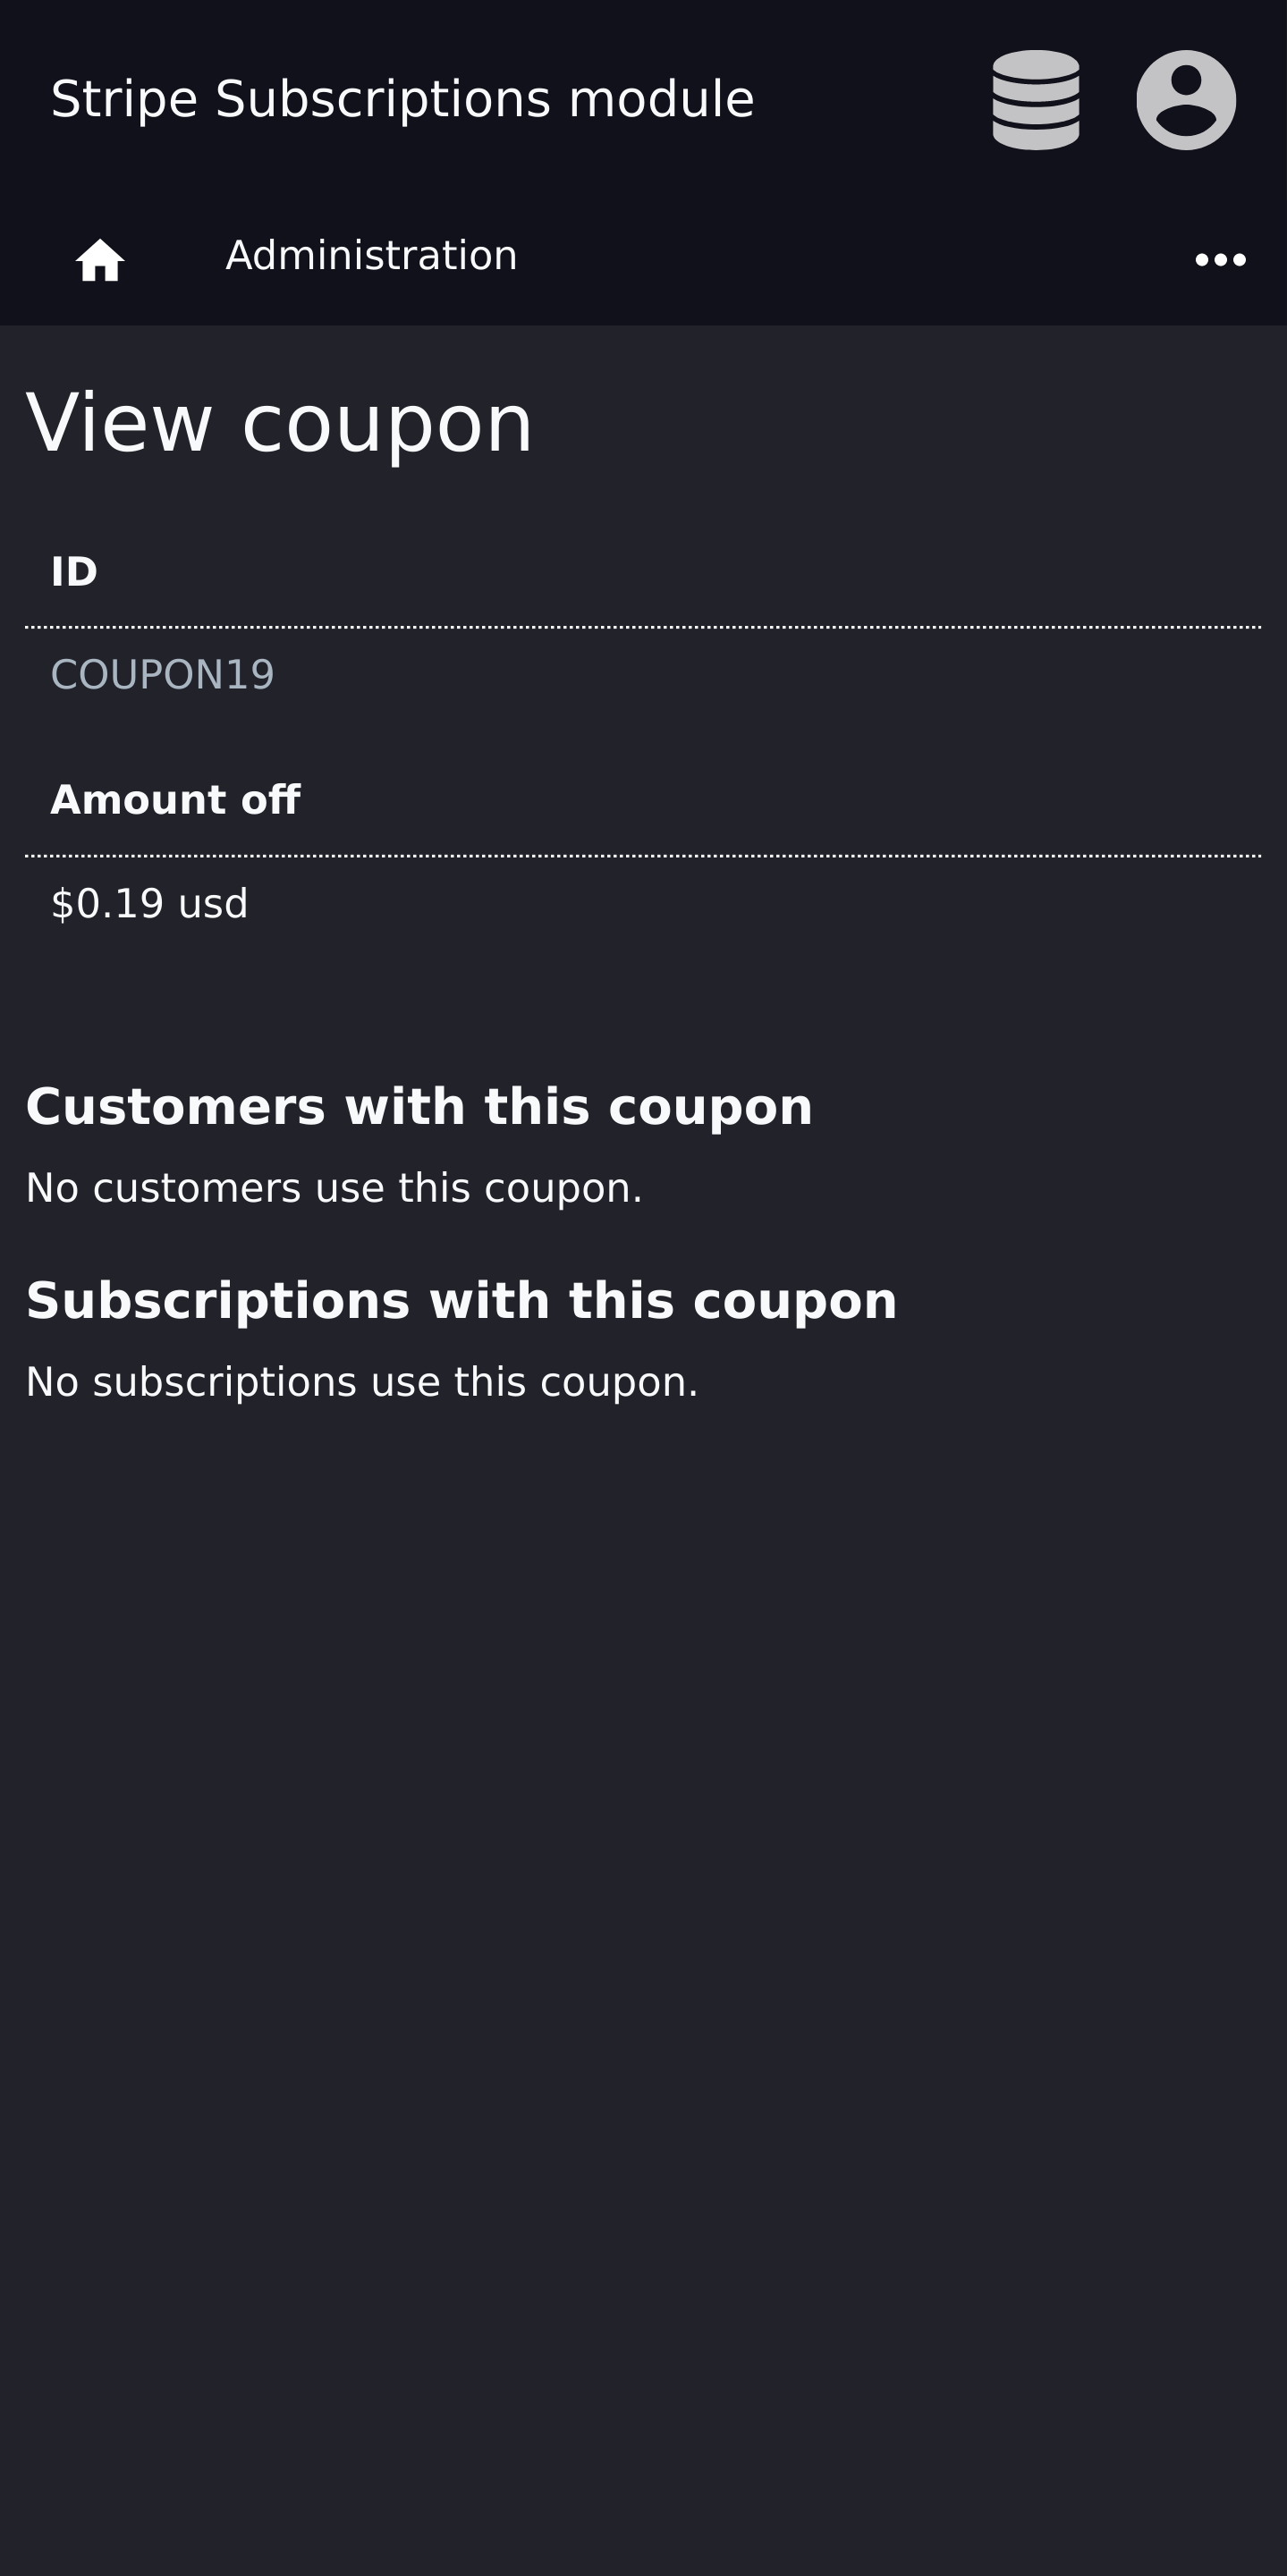 Stripe Subscriptions module
Administration
View coupon
ID
COUPON19
Amount off
$0.19 usd
Customers with this coupon
No customers use this coupon.
Subscriptions with this coupon
No subscriptions use this coupon.